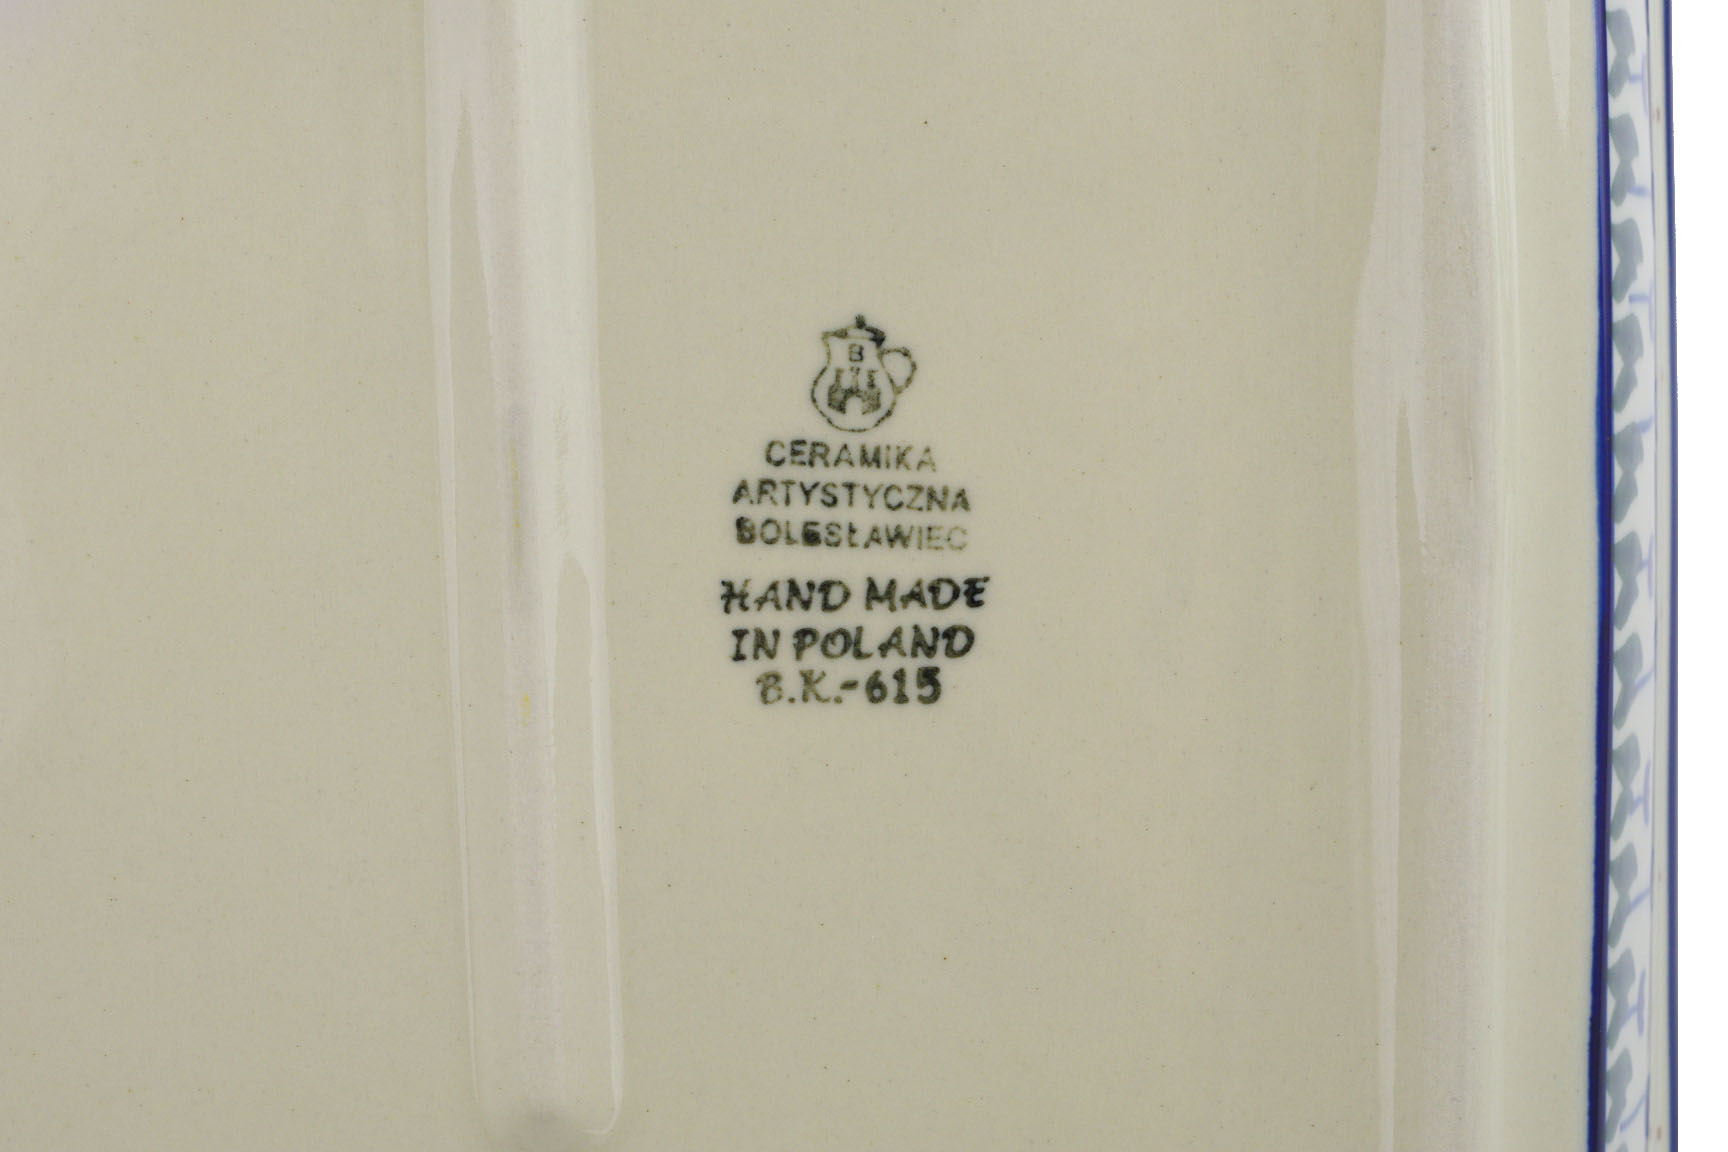 B
CERAMIKA
ARTYSTYCZNA
BOLESŁAWIEC
HAND MADE
IN POLAND
B.K.-615